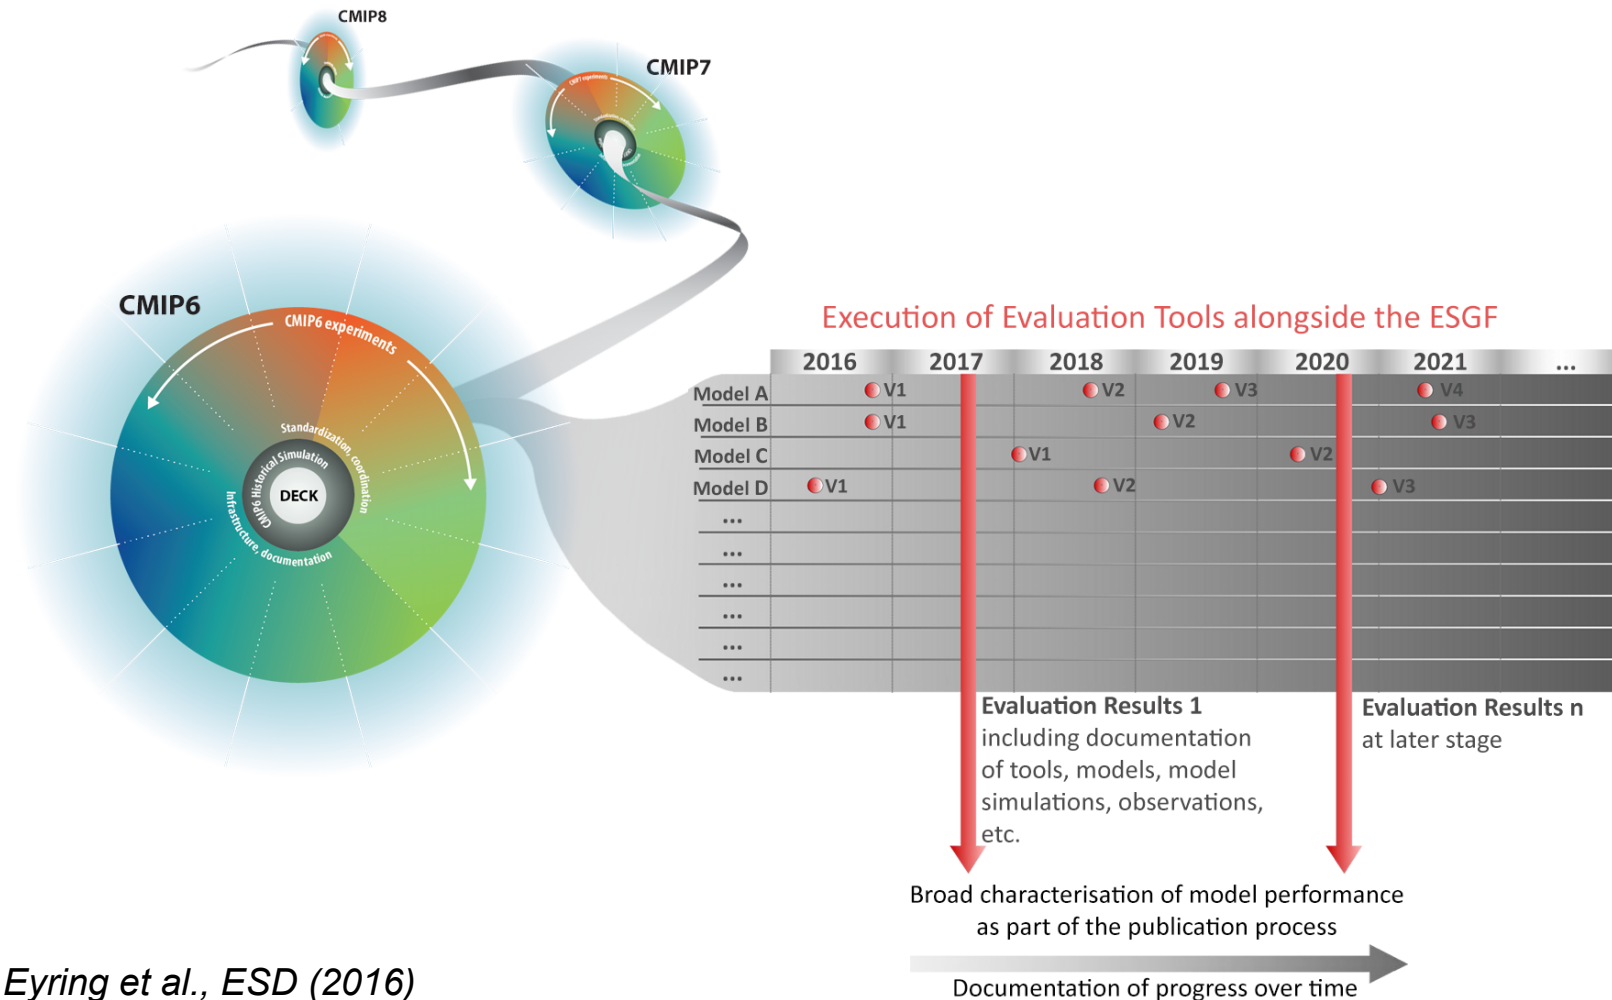 CMIP8
CMIP7
CMIP7 experiments
CMIP6
CMIP6 experiments
Standardization, coordination
CMIP6 Historical Simulation
DECK
Infrastructure, documentation
Execution of Evaluation Tools alongside the ESGF
2016 2017 2018 2019 2020 2021 ...
Model A V1 V2 V3 V4
Model B V1 V2 V3
Model C V1 V2
Model D V1 V2 V3
...
...
...
...
...
...
Evaluation Results 1
including documentation
of tools, models, model
simulations, observations,
etc.
Evaluation Results n
at later stage
Broad characterisation of model performance
as part of the publication process
Documentation of progress over time
Eyring et al., ESD (2016)